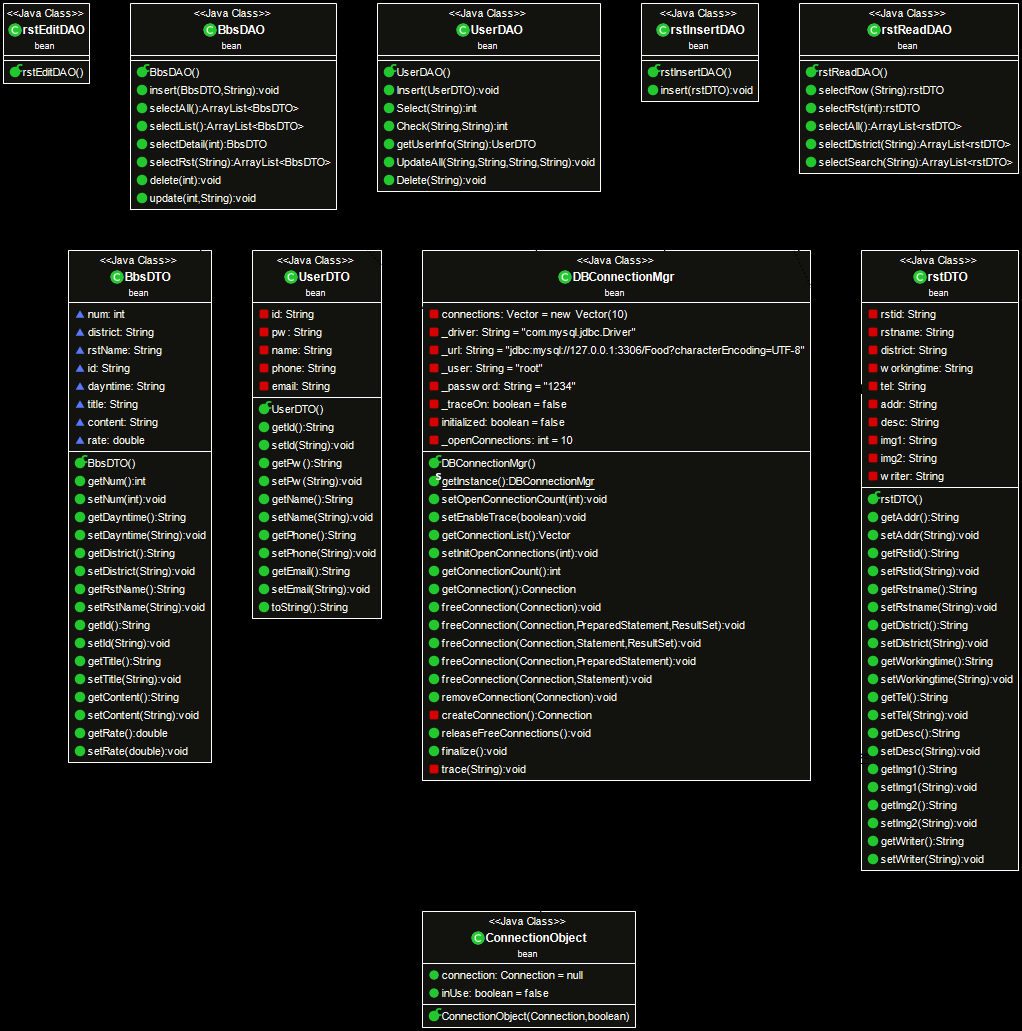 <<Java Class>>
rstEditDAO
bean
rstEditDAO()
<<Java Class>>
BbsDAO
bean
BbsDAO()
insert(BbsDTO,String):void
selectAll():ArrayList<BbsDTO>
selectList():ArrayList<BbsDTO>
selectDetail(int):BbsDTO
selectRst(String):ArrayList<BbsDTO>
delete(int):void
update(int,String):void
<<Java Class>>
UserDAO
bean
UserDAO()
Insert(UserDTO):void
Select(String):int
Check(String,String):int
getUserInfo(String):UserDTO
UpdateAll(String,String,String,String):void
Delete(String):void
<<Java Class>>
rstInsertDAO
bean
rstInsertDAO()
insert(rstDTO):void
<<Java Class>>
rstReadDAO
bean
rstReadDAO()
selectRow(String):rstDTO
selectRst(int):rstDTO
selectAll():ArrayList<rstDTO>
selectDistrict(String):ArrayList<rstDTO>
selectSearch(String):ArrayList<rstDTO>
<<Java Class>>
BbsDTO
bean
num: int
district: String
rstName: String
id: String
dayntime: String
title: String
content: String
rate: double
BbsDTO()
getNum():int
setNum(int):void
getDayntime():String
setDayntime(String):void
getDistrict():String
setDistrict(String):void
getRstName():String
setRstName(String):void
getId():String
setId(String):void
getTitle():String
setTitle(String):void
getContent():String
setContent(String):void
getRate():double
setRate(double):void
<<Java Class>>
UserDTO
bean
id: String
pw: String
name: String
phone: String
email: String
UserDTO()
getId():String
setId(String):void
getPw():String
setPw(String):void
getName():String
setName(String):void
getPhone():String
setPhone(String):void
getEmail():String
setEmail(String):void
toString():String
<<Java Class>>
DBConnectionMgr
bean
connections: Vector = new Vector(10)
_driver: String = "com.mysql.jdbc.Driver"
_url: String = "jdbc:mysql://127.0.0.1:3306/Food?characterEncoding=UTF-8"
_user: String = "root"
_password: String = "1234"
_traceOn: boolean = false
initialized: boolean = false
_openConnections: int = 10
DBConnectionMgr()
getInstance():DBConnectionMgr
setOpenConnectionCount(int):void
setEnableTrace(boolean):void
getConnectionList():Vector
setInitOpenConnections(int):void
getConnectionCount():int
getConnection():Connection
freeConnection(Connection):void
freeConnection(Connection,PreparedStatement,ResultSet):void
freeConnection(Connection,Statement,ResultSet):void
freeConnection(Connection,PreparedStatement):void
freeConnection(Connection,Statement):void
removeConnection(Connection):void
createConnection():Connection
releaseFreeConnections():void
finalize():void
trace(String):void
<<Java Class>>
rstDTO
bean
rstid: String
rstname: String
district: String
workingtime: String
tel: String
addr: String
desc: String
img1: String
img2: String
writer: String
rstDTO()
getAddr():String
setAddr(String):void
getRstid():String
setRstid(String):void
getRstname():String
setRstname(String):void
getDistrict():String
setDistrict(String):void
getWorkingtime():String
setWorkingtime(String):void
getTel():String
setTel(String):void
getDesc():String
setDesc(String):void
getImg1():String
setImg1(String):void
getImg2():String
setImg2(String):void
getWriter():String
setWriter(String):void
<<Java Class>>
ConnectionObject
bean
connection: Connection = null
inUse: boolean = false
ConnectionObject(Connection,boolean)